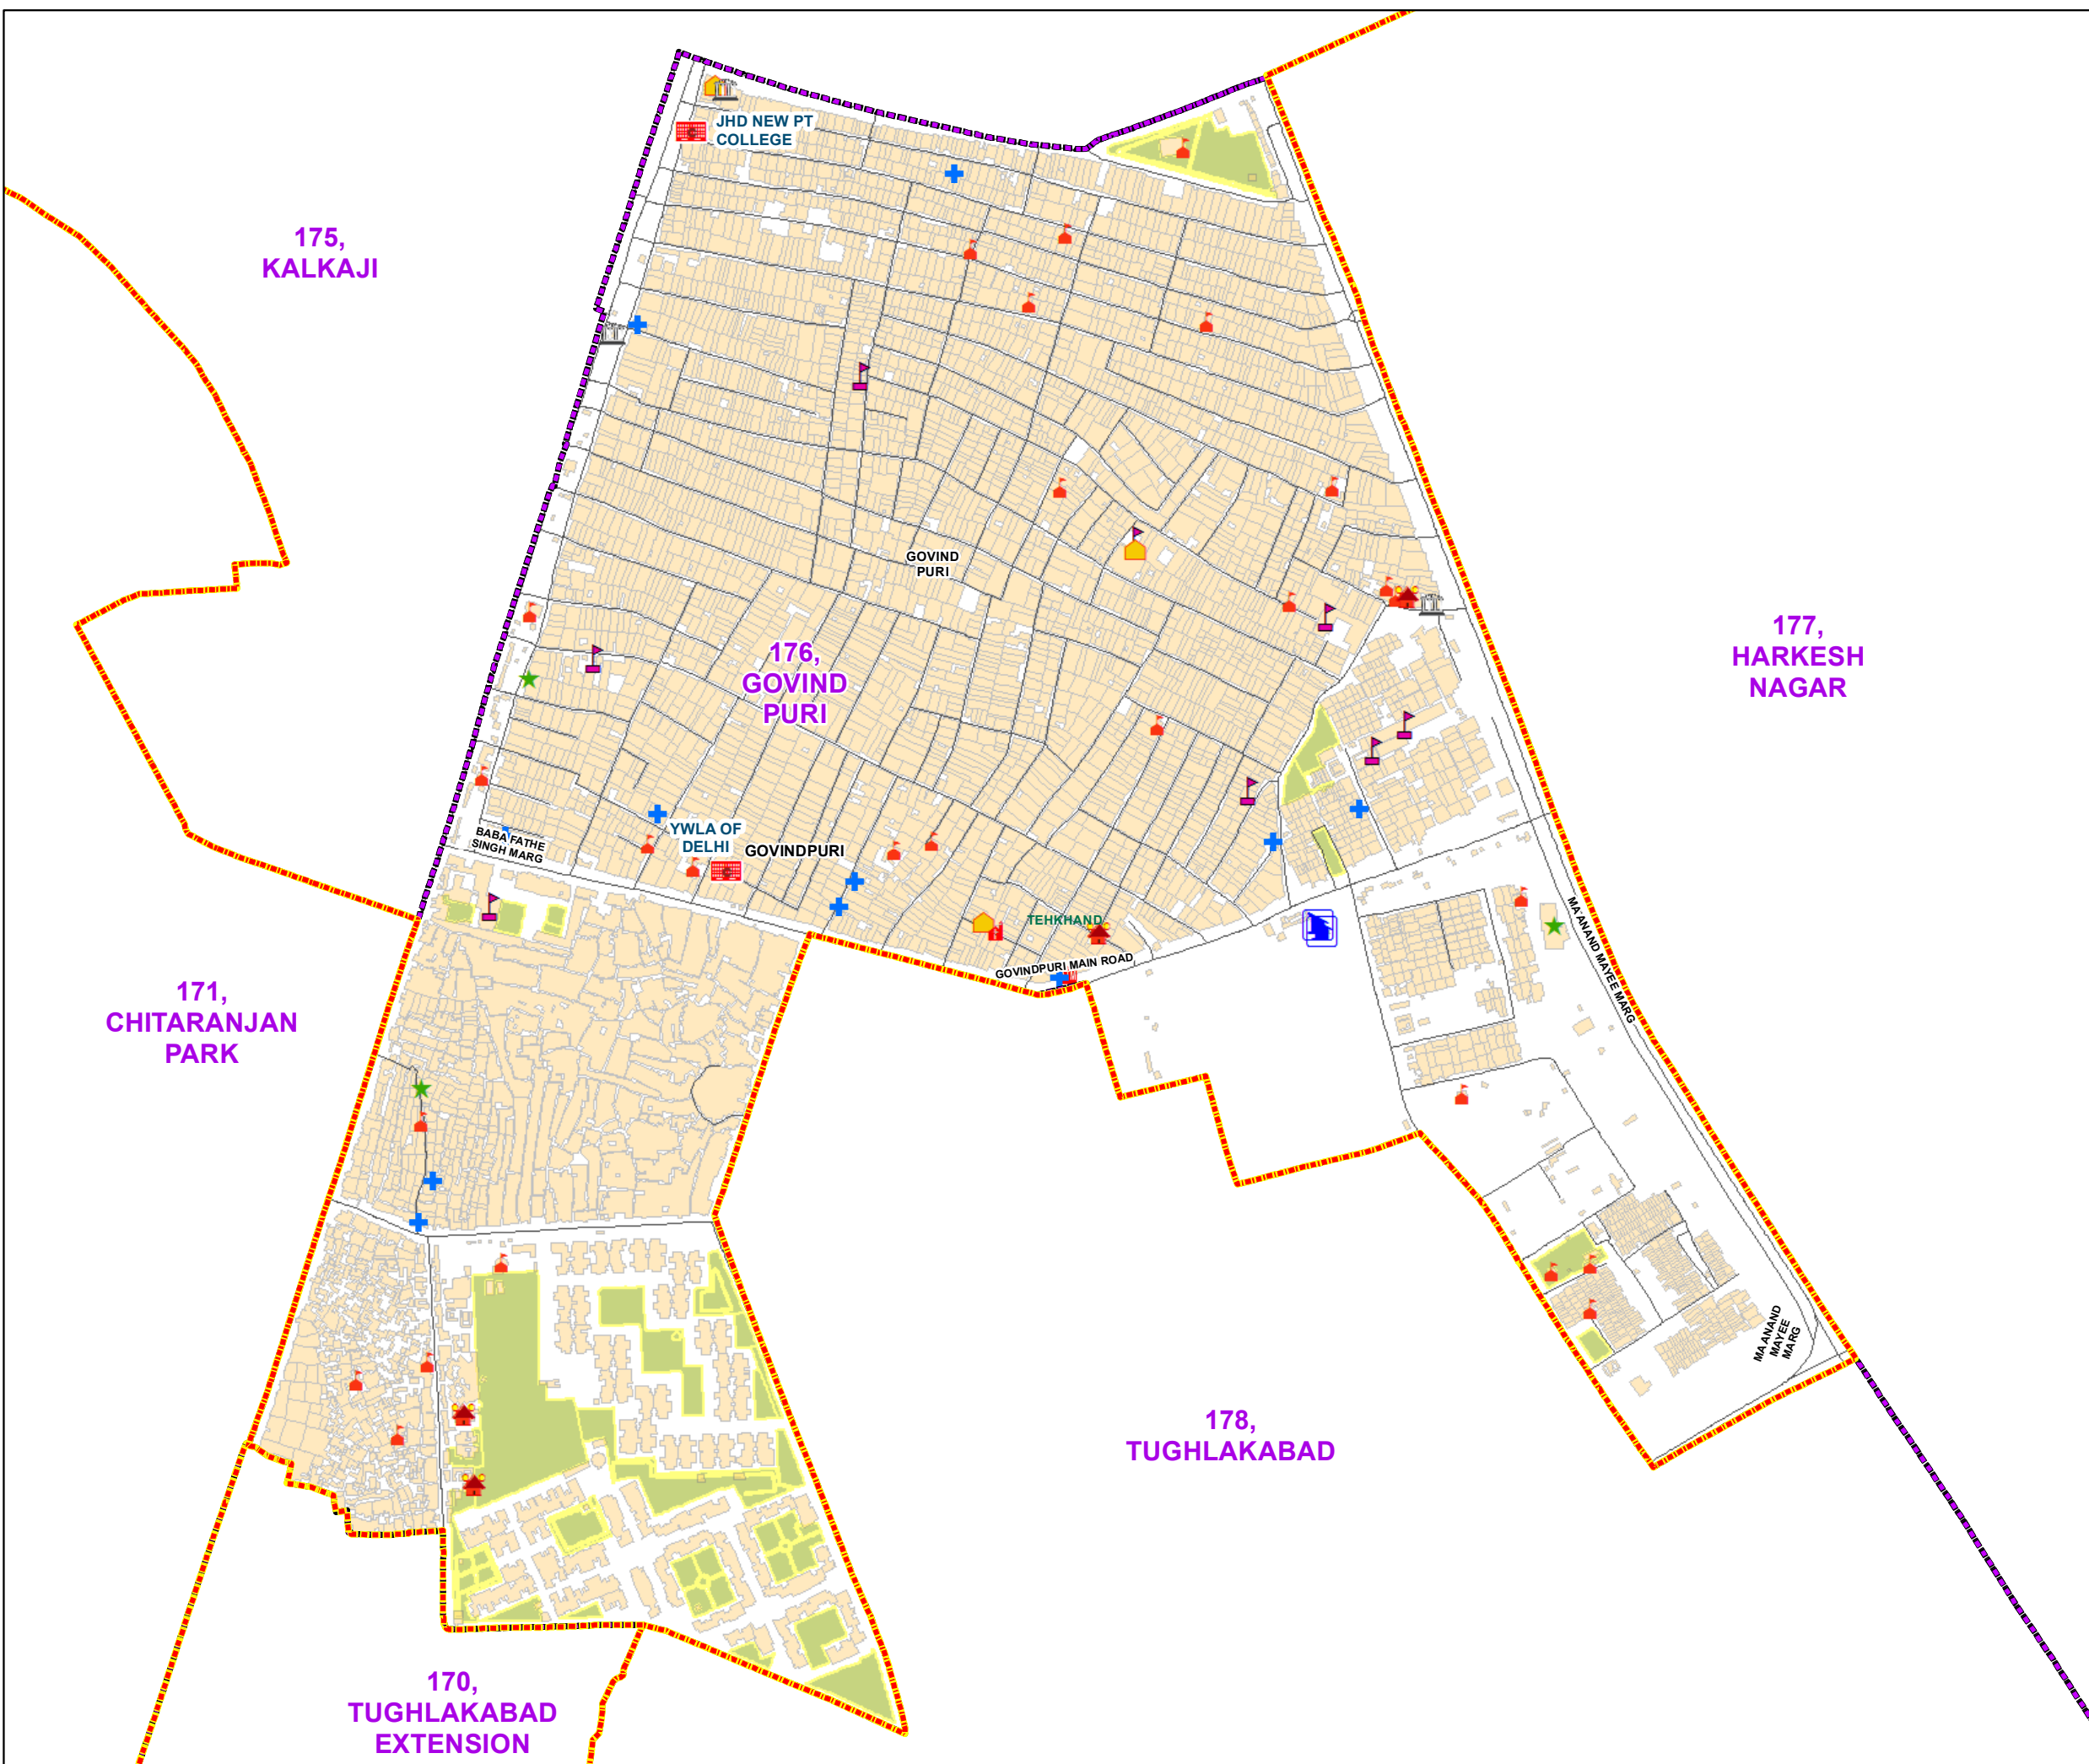 JHD NEW PT
COLLEGE
175,
KALKAJI
GOVIND
PURI
176,
GOVIND
PURI
177,
HARKESH
NAGAR
BABA FATHE
SINGH MARG
YWLA OF
DELHI
GOVINDPURI
TEHKHAND
GOVINDPURI MAIN ROAD
MA'ANAND MAYEE MARG
171,
CHITARANJAN
PARK
MA'ANAND
MAYEE
MARG
178,
TUGHLAKABAD
170,
TUGHLAKABAD
EXTENSION